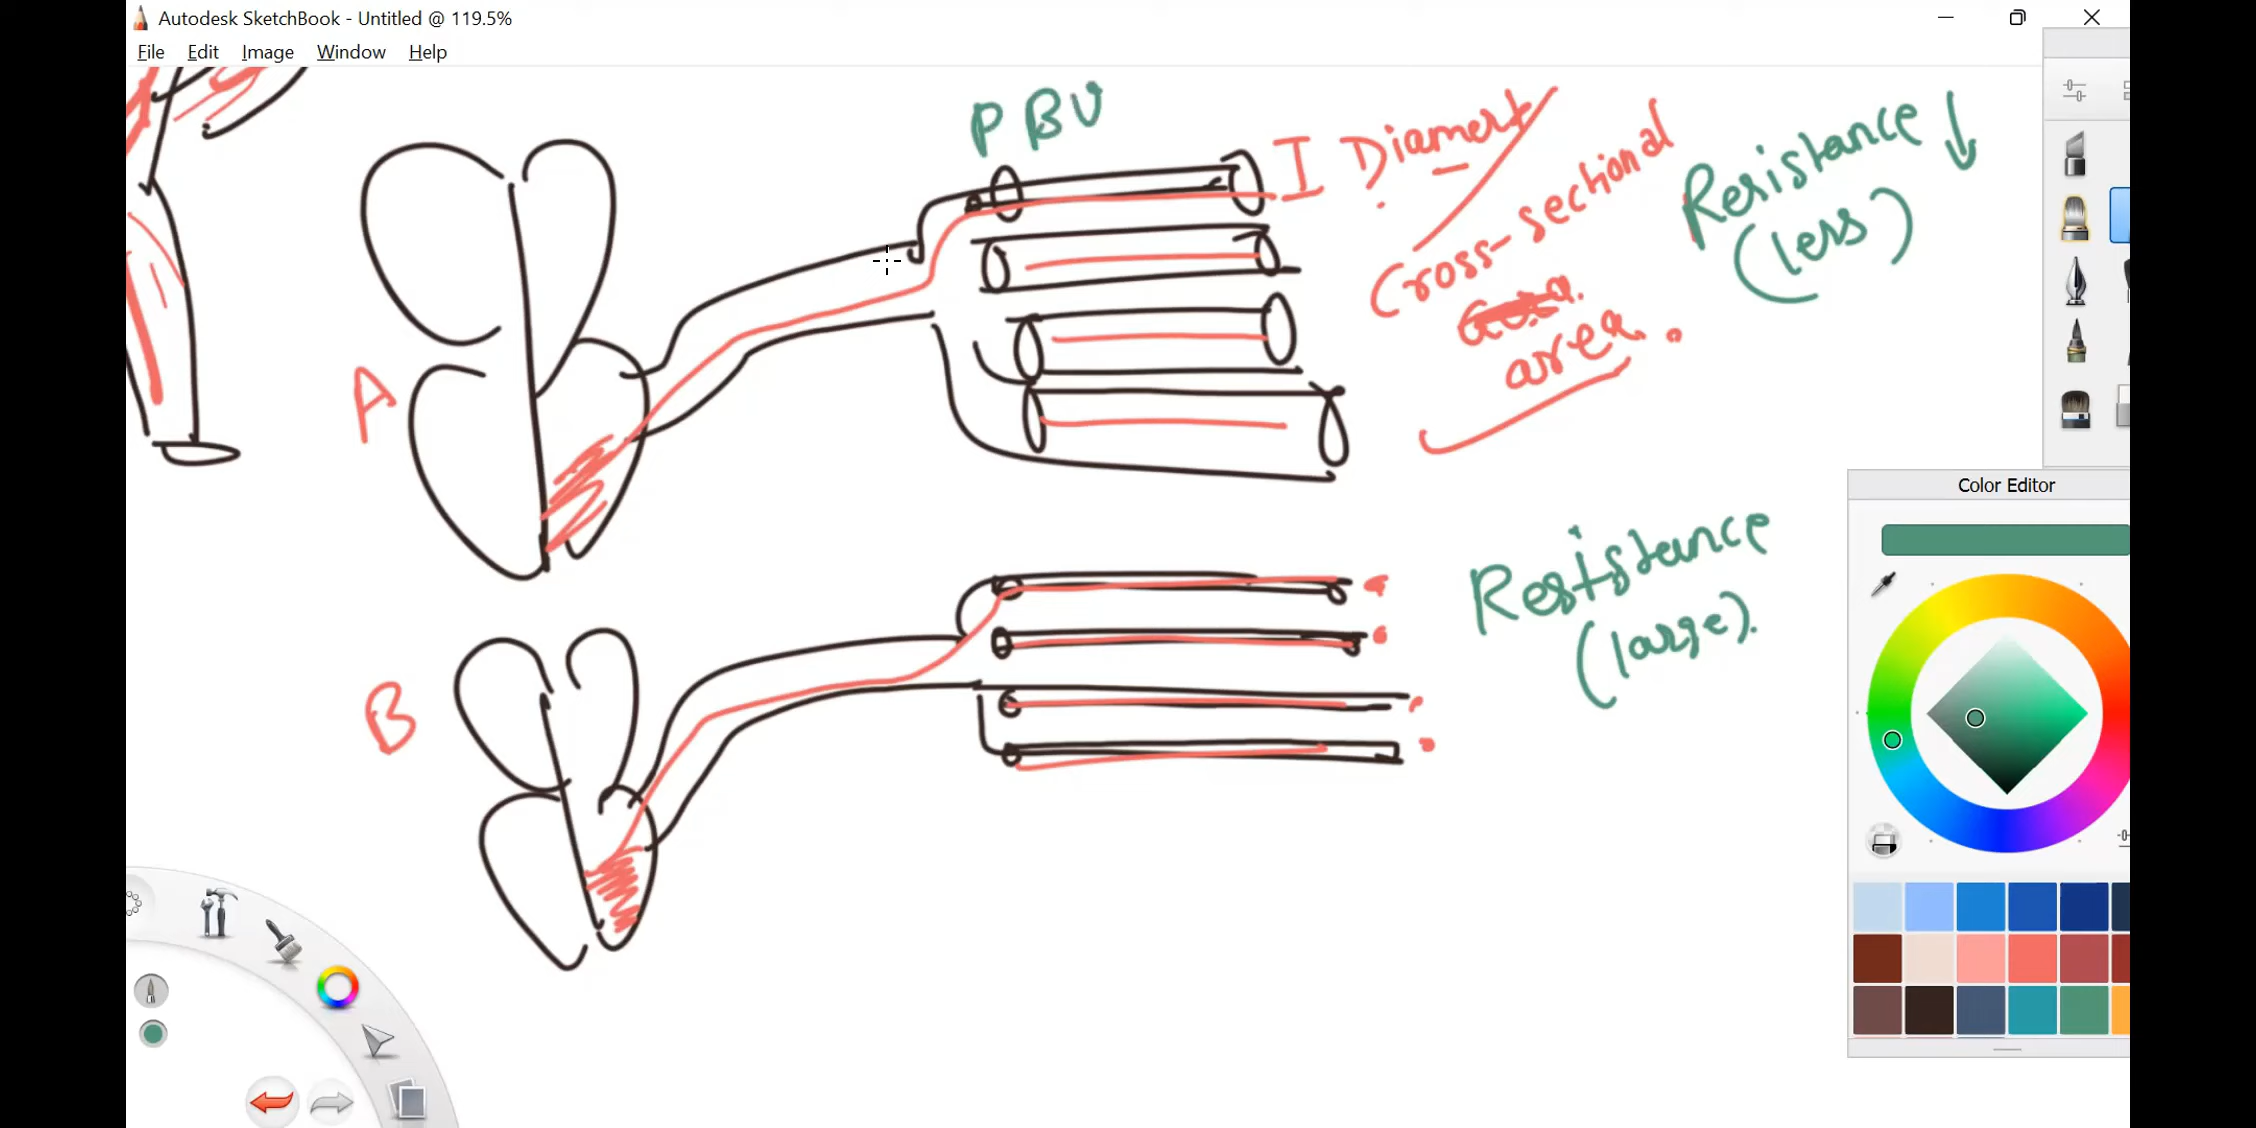 Autodesk SketchBook - Untitled @ 119.5%
File Edit Image Window Help
PBV
I Diamert
Cross-sectional
area.
Resistance ↓
(less)
A
Color Editor
Resistance
(large).
B